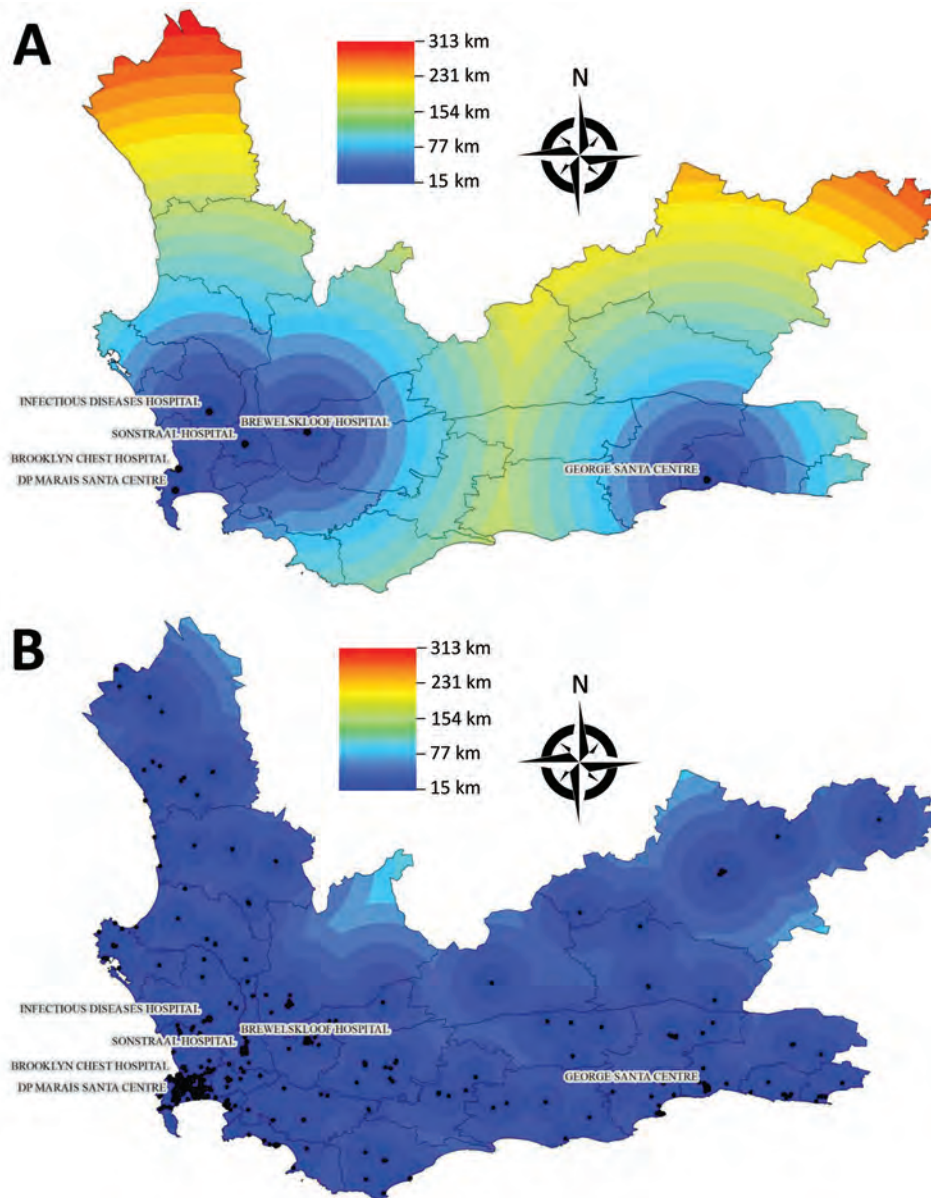 A
313 km
231 km
154 km
77 km
15 km
N
INFECTIOUS DISEASES HOSPITAL
BREWELSKLOOF HOSPITAL
SONSTRAAL HOSPITAL
BROOKLYN CHEST HOSPITAL
DP MARAIS SANTA CENTRE
GEORGE SANTA CENTRE
B
313 km
231 km
154 km
77 km
15 km
N
INFECTIOUS DISEASES HOSPITAL
BREWELSKLOOF HOSPITAL
SONSTRAAL HOSPITAL
BROOKLYN CHEST HOSPITAL
DP MARAIS SANTA CENTRE
GEORGE SANTA CENTRE